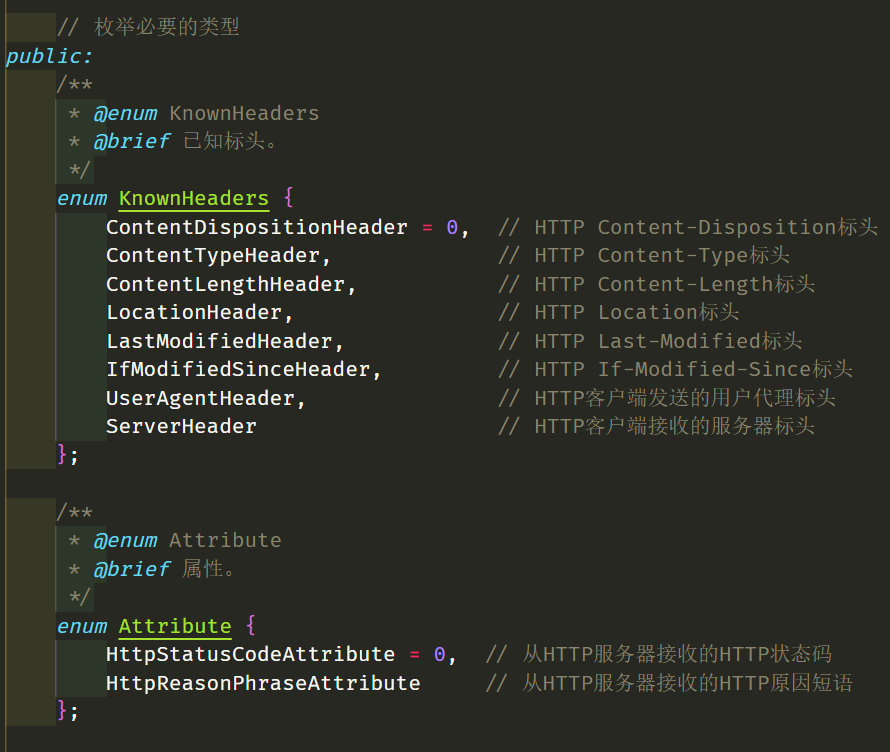 // 枚举必要的类型
public:
/**
* @enum KnownHeaders
* @brief 已知标头。
*/
enum KnownHeaders {
ContentDispositionHeader = 0, // HTTP Content-Disposition标头
ContentTypeHeader, // HTTP Content-Type标头
ContentLengthHeader, // HTTP Content-Length标头
LocationHeader, // HTTP Location标头
LastModifiedHeader, // HTTP Last-Modified标头
IfModifiedSinceHeader, // HTTP If-Modified-Since标头
UserAgentHeader, // HTTP客户端发送的用户代理标头
ServerHeader // HTTP客户端接收的服务器标头
};
/**
* @enum Attribute
* @brief 属性。
*/
enum Attribute {
HttpStatusCodeAttribute = 0, // 从HTTP服务器接收的HTTP状态码
HttpReasonPhraseAttribute // 从HTTP服务器接收的HTTP原因短语
};